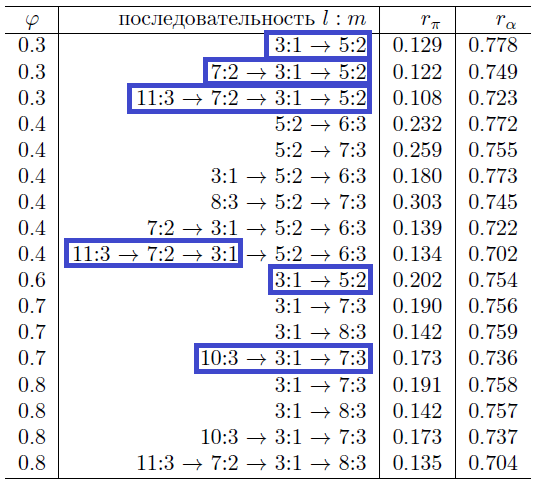 φ последовательность l : m r_π r_α
0.3 3:1 → 5:2 0.129 0.778
0.3 7:2 → 3:1 → 5:2 0.122 0.749
0.3 11:3 → 7:2 → 3:1 → 5:2 0.108 0.723
0.4 5:2 → 6:3 0.232 0.772
0.4 5:2 → 7:3 0.259 0.755
0.4 3:1 → 5:2 → 6:3 0.180 0.773
0.4 8:3 → 5:2 → 7:3 0.303 0.745
0.4 7:2 → 3:1 → 5:2 → 6:3 0.139 0.722
0.4 11:3 → 7:2 → 3:1 → 5:2 → 6:3 0.134 0.702
0.6 3:1 → 5:2 0.202 0.754
0.7 3:1 → 7:3 0.190 0.756
0.7 3:1 → 8:3 0.142 0.759
0.7 10:3 → 3:1 → 7:3 0.173 0.736
0.8 3:1 → 7:3 0.191 0.758
0.8 3:1 → 8:3 0.142 0.757
0.8 10:3 → 3:1 → 7:3 0.173 0.737
0.8 11:3 → 7:2 → 3:1 → 8:3 0.135 0.704